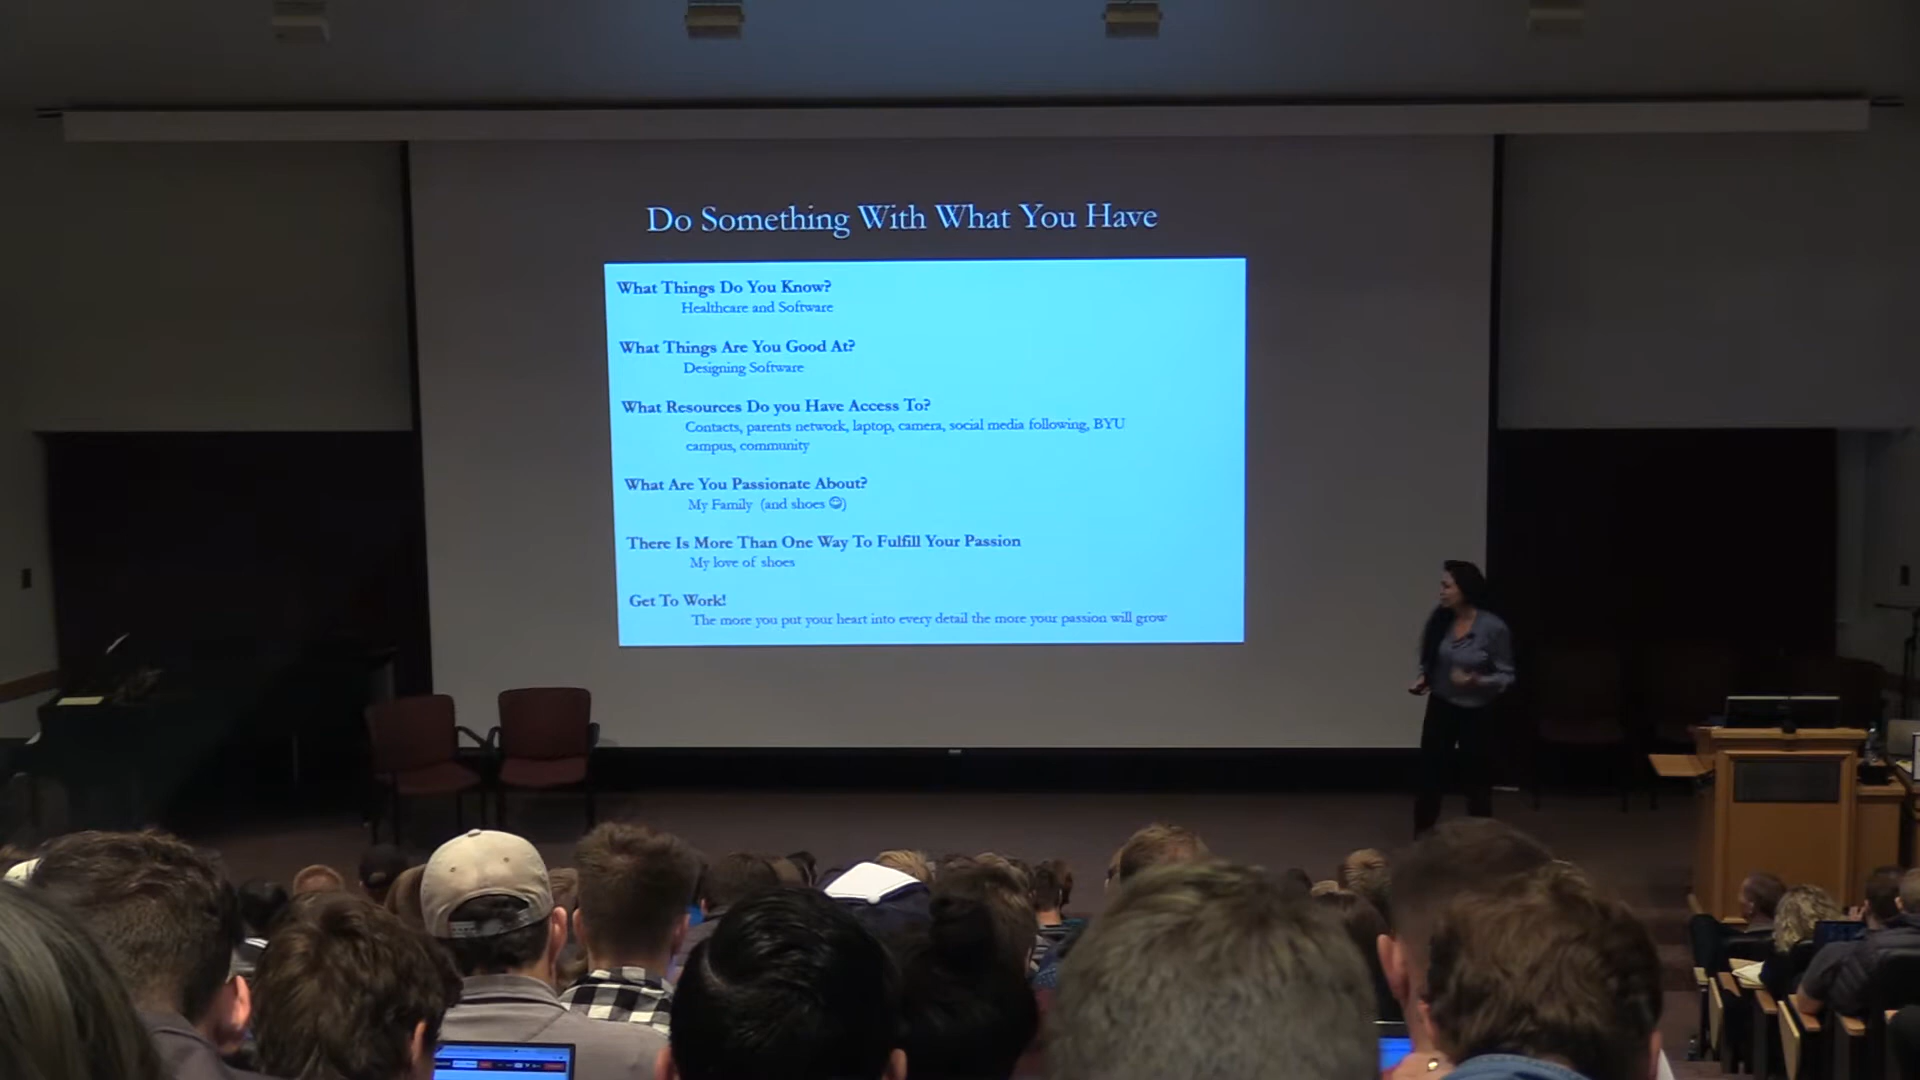 Do Something With What You Have
What Things Do You Know?
Healthcare and Software
What Things Are You Good At?
Designing Software
What Resources Do you Have Access To?
Contacts, parents network, laptop, camera, social media following, BYU
campus, community
What Are You Passionate About?
My Family (and shoes ☺)
There Is More Than One Way To Fulfill Your Passion
My love of shoes
Get To Work!
The more you put your heart into every detail the more your passion will grow